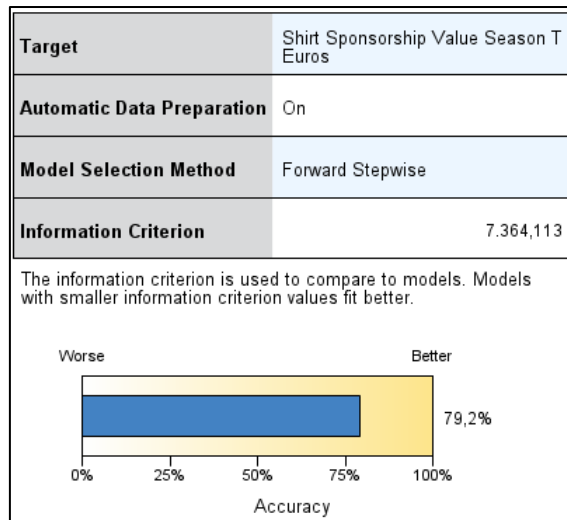 Target Shirt Sponsorship Value Season T
Euros
Automatic Data Preparation On
Model Selection Method Forward Stepwise
Information Criterion 7.364,113
The information criterion is used to compare to models. Models
with smaller information criterion values fit better.
Worse Better
79,2%
0% 25% 50% 75% 100%
Accuracy